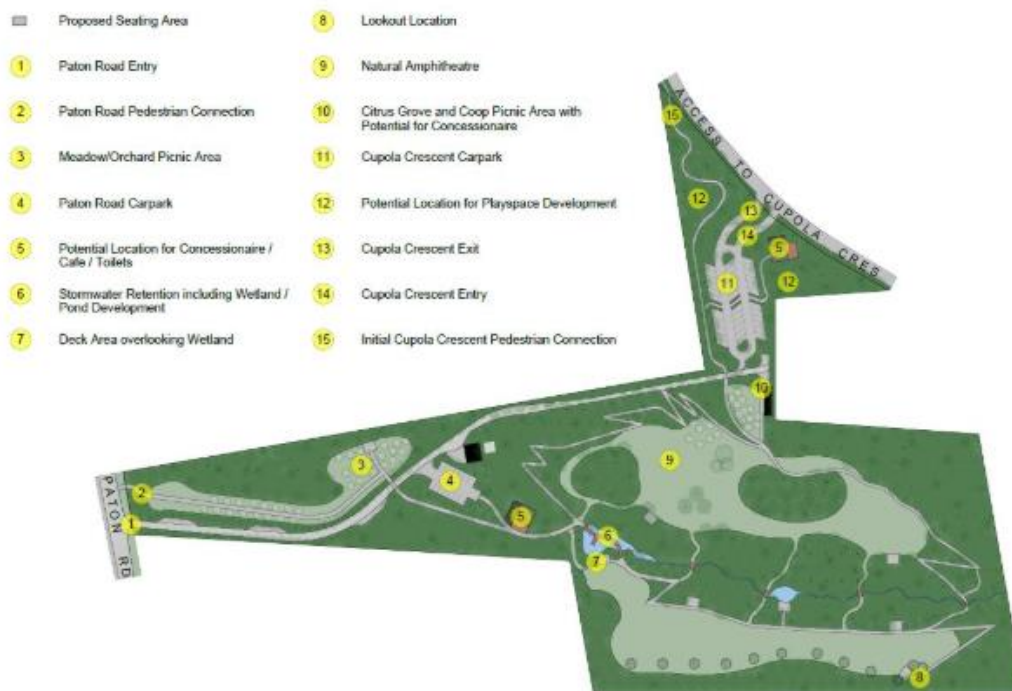 Proposed Seating Area
1 Paton Road Entry
2 Paton Road Pedestrian Connection
3 Meadow/Orchard Picnic Area
4 Paton Road Carpark
5 Potential Location for Concessionaire /
Cafe / Toilets
6 Stormwater Retention including Wetland /
Pond Development
7 Deck Area overlooking Wetland
8 Lookout Location
9 Natural Amphitheatre
10 Citrus Grove and Coop Picnic Area with
Potential for Concessionaire
11 Cupola Crescent Carpark
12 Potential Location for Playspace Development
13 Cupola Crescent Exit
14 Cupola Crescent Entry
15 Initial Cupola Crescent Pedestrian Connection
ACCESS TO CUPOLA CRES
15
12
13
14
5
11
12
10
3
9
4
2
5
1
6
7
8
PATON RD